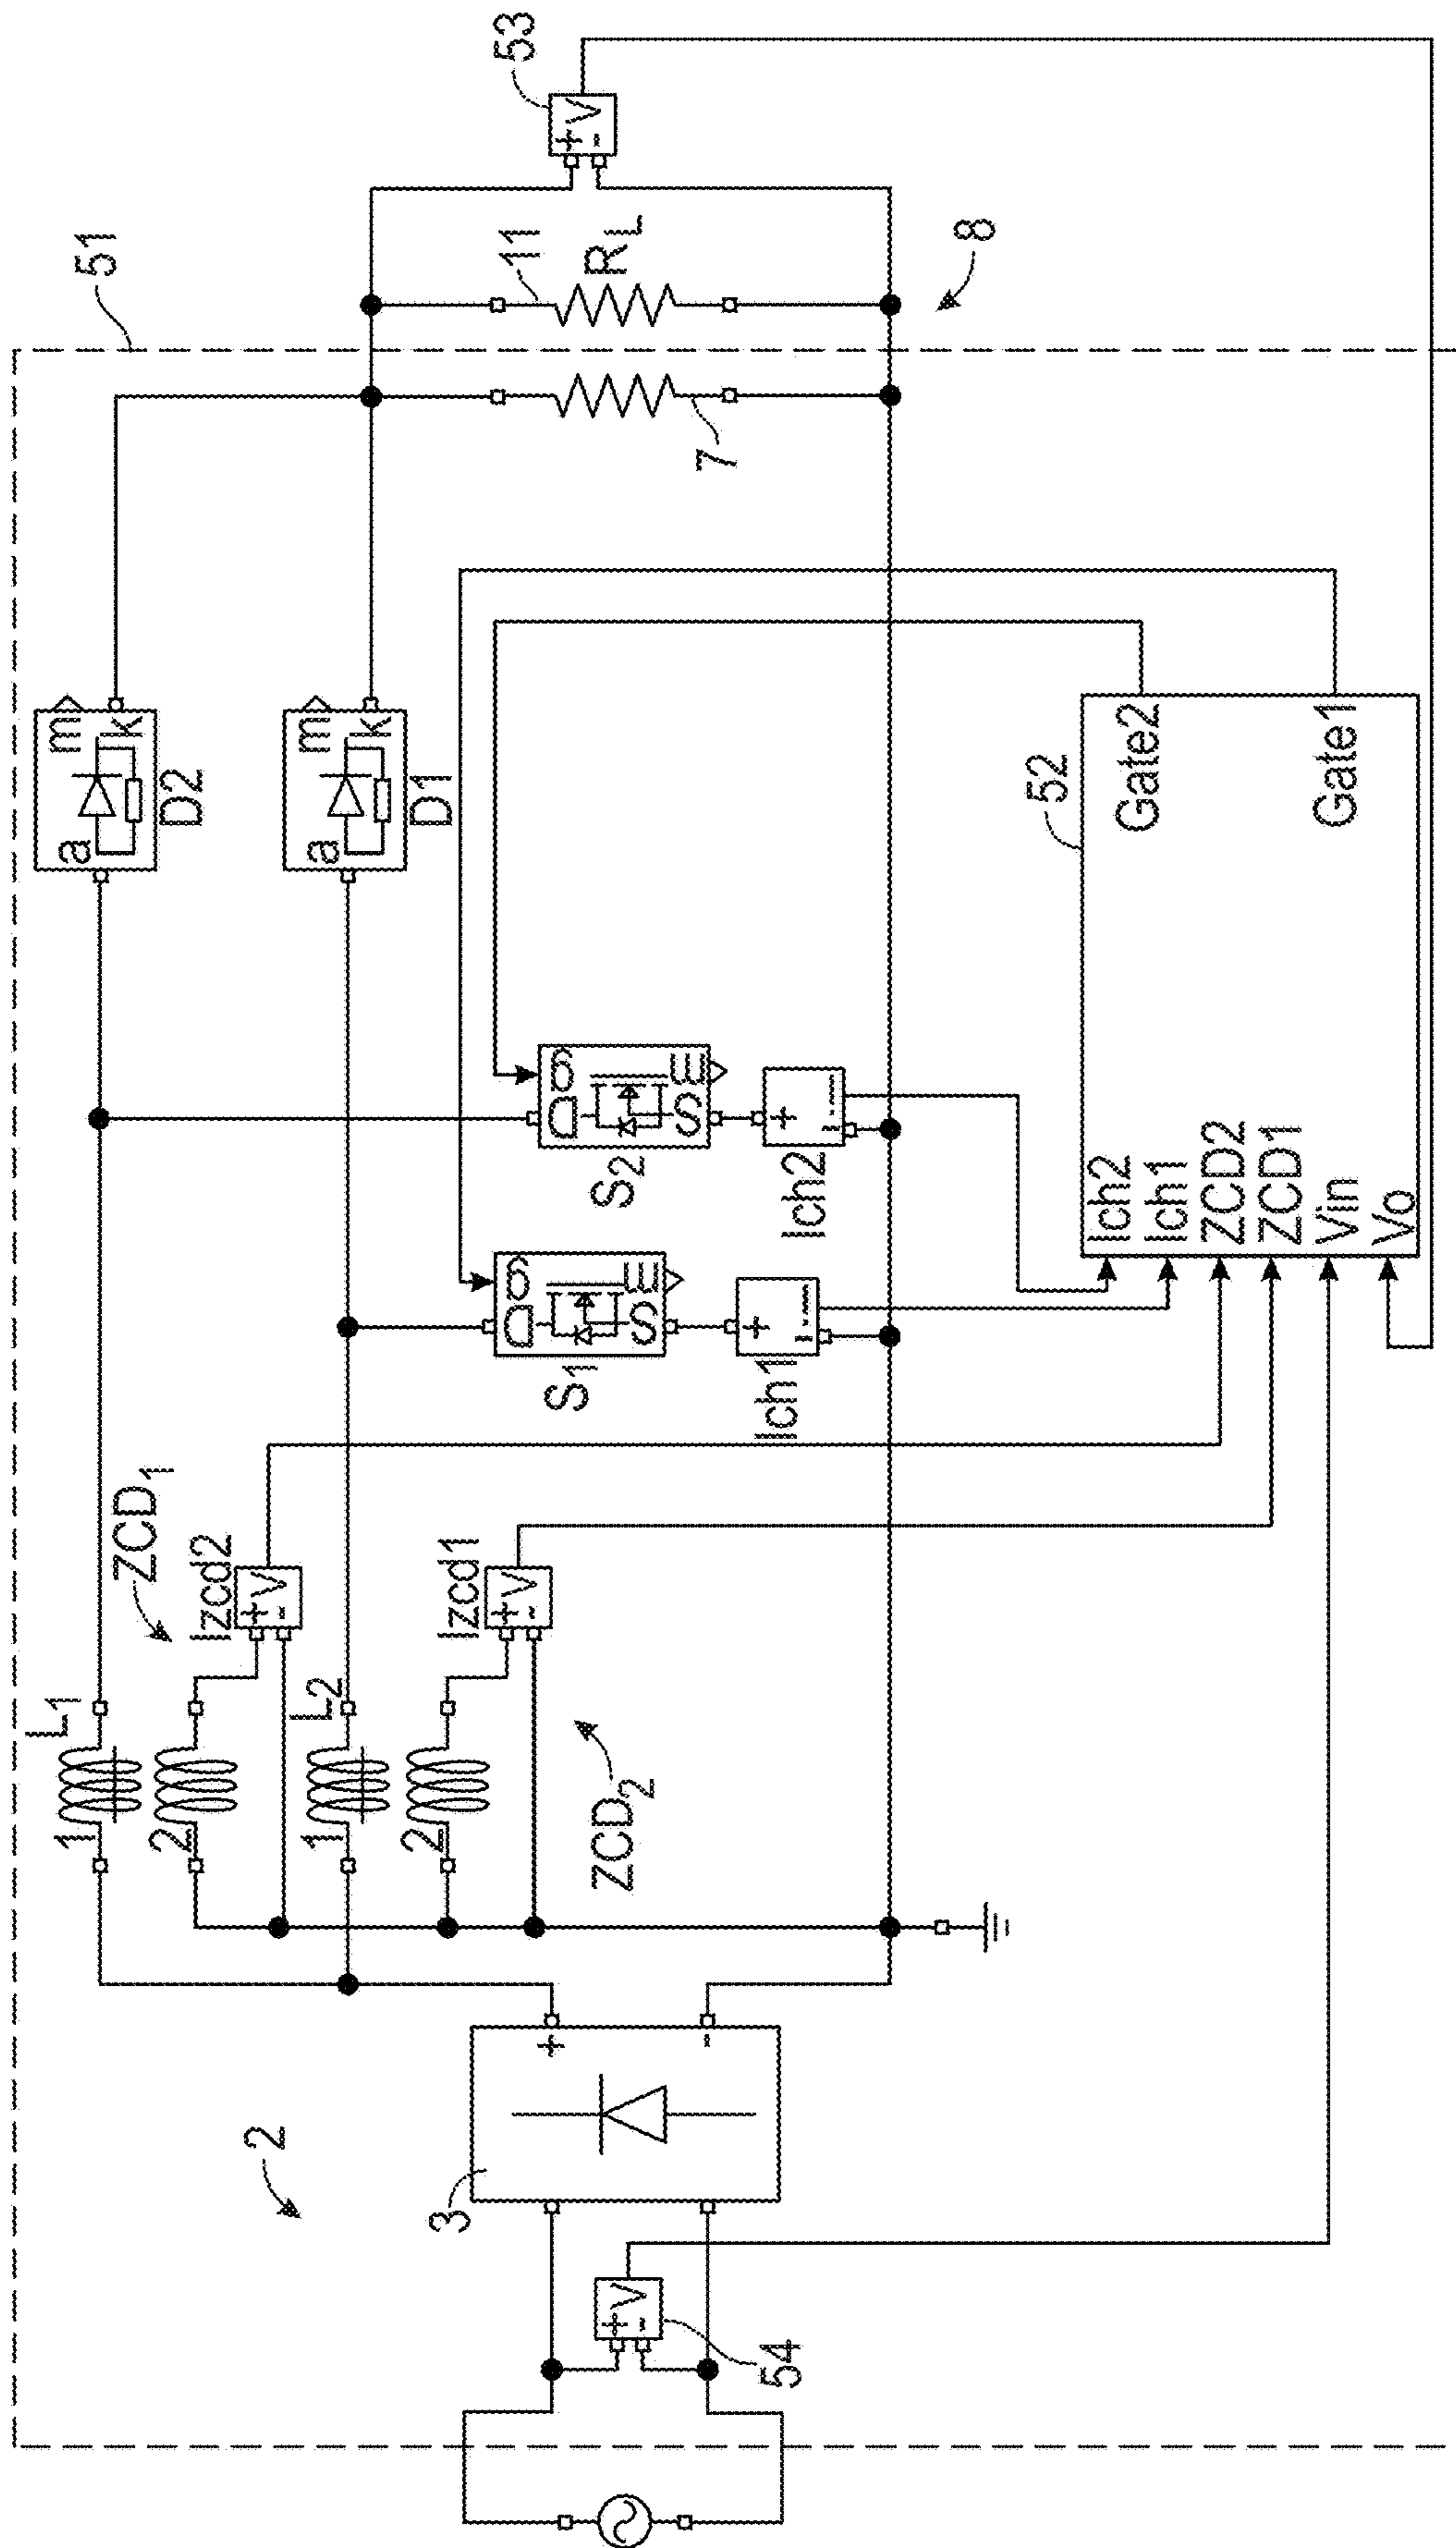 51
53
L1
1
ZCD1
2
Izcd2
+V
-
a
m
k
D2
L2
1
2
Izcd1
+V
-
a
m
k
D1
ZCD2
2
3
+
-
+V
-
54
S1
D
g
S
m
Ich1
+
-
i
S2
D
g
S
m
Ich2
+
-
i
7
11
RL
+V
-
8
52
Ich2
Ich1
ZCD2
ZCD1
Vin
Vo
Gate2
Gate1